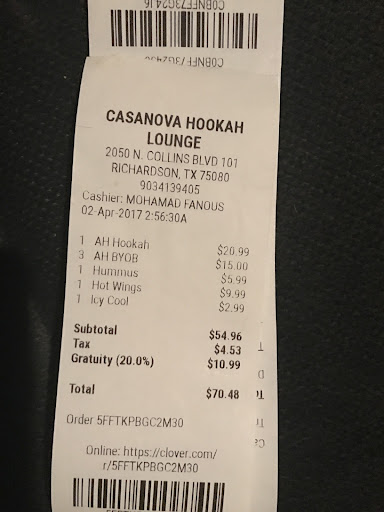 C0BNFF73G2436
CASANOVA HOOKAH
LOUNGE
2050 N. COLLINS BLVD 101
RICHARDSON, TX 75080
9034139405
Cashier: MOHAMAD FANOUS
02-Apr-2017 2:56:30A
1 AH Hookah $20.99
3 AH BYOB $15.00
1 Hummus $5.99
1 Hot Wings $9.99
1 Icy Cool $2.99
Subtotal $54.96
Tax $4.53
Gratuity (20.0%) $10.99
Total $70.48
Order 5FFTKPBGC2M30
Online: https://clover.com/
r/5FFTKPBGC2M30